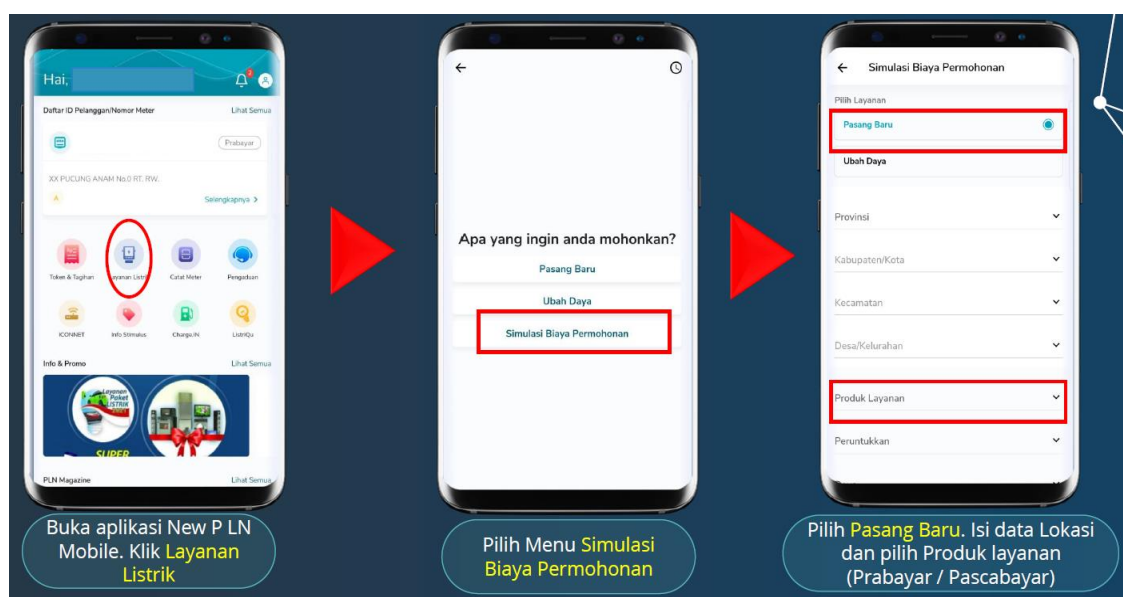 Hai,
3
Daftar ID Pelanggan/Nomor Meter
Lihat Semua
Prabayar
XX PUCUNG ANAM No.0 RT. RW.
A
Selengkapnya >
Token & Tagihan
Layanan Listrik
Catat Meter
Pengaduan
ICONNET
Info Stimulus
Charge.IN
ListriQu
Info & Promo
Lihat Semua
Layanan
Paket
LISTRIK
SUPER
PLN Magazine
Lihat Semua
Buka aplikasi New P LN
Mobile. Klik Layanan
Listrik
Apa yang ingin anda mohonkan?
Pasang Baru
Ubah Daya
Simulasi Biaya Permohonan
Pilih Menu Simulasi
Biaya Permohonan
Simulasi Biaya Permohonan
Pilih Layanan
Pasang Baru
Ubah Daya
Provinsi
Kabupaten/Kota
Kecamatan
Desa/Kelurahan
Produk Layanan
Peruntukkan
Pilih Pasang Baru. Isi data Lokasi
dan pilih Produk layanan
(Prabayar / Pascabayar)